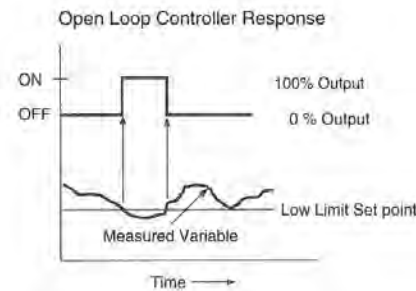 Open Loop Controller Response
ON
100% Output
OFF
0 % Output
Low Limit Set point
Measured Variable
Time